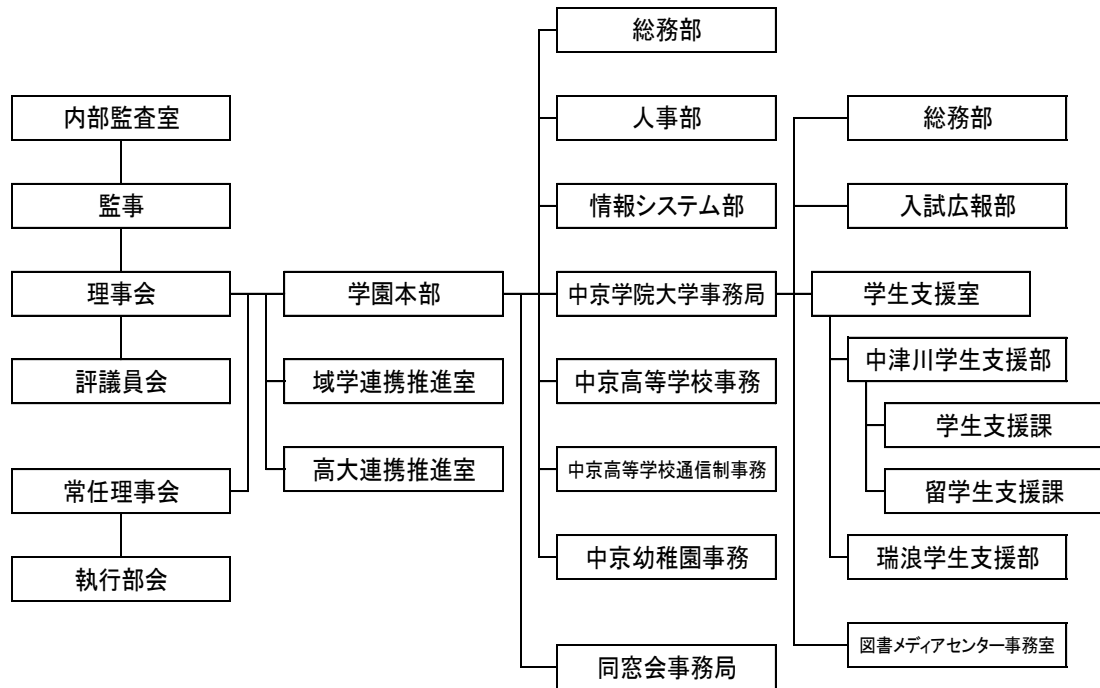 内部監査室
監事
理事会
評議員会
常任理事会
執行部会
学園本部
域学連携推進室
高大連携推進室
総務部
人事部
情報システム部
中京学院大学事務局
中京高等学校事務
中京高等学校通信制事務
中京幼稚園事務
同窓会事務局
総務部
入試広報部
学生支援室
中津川学生支援部
学生支援課
留学生支援課
瑞浪学生支援部
図書メディアセンター事務室